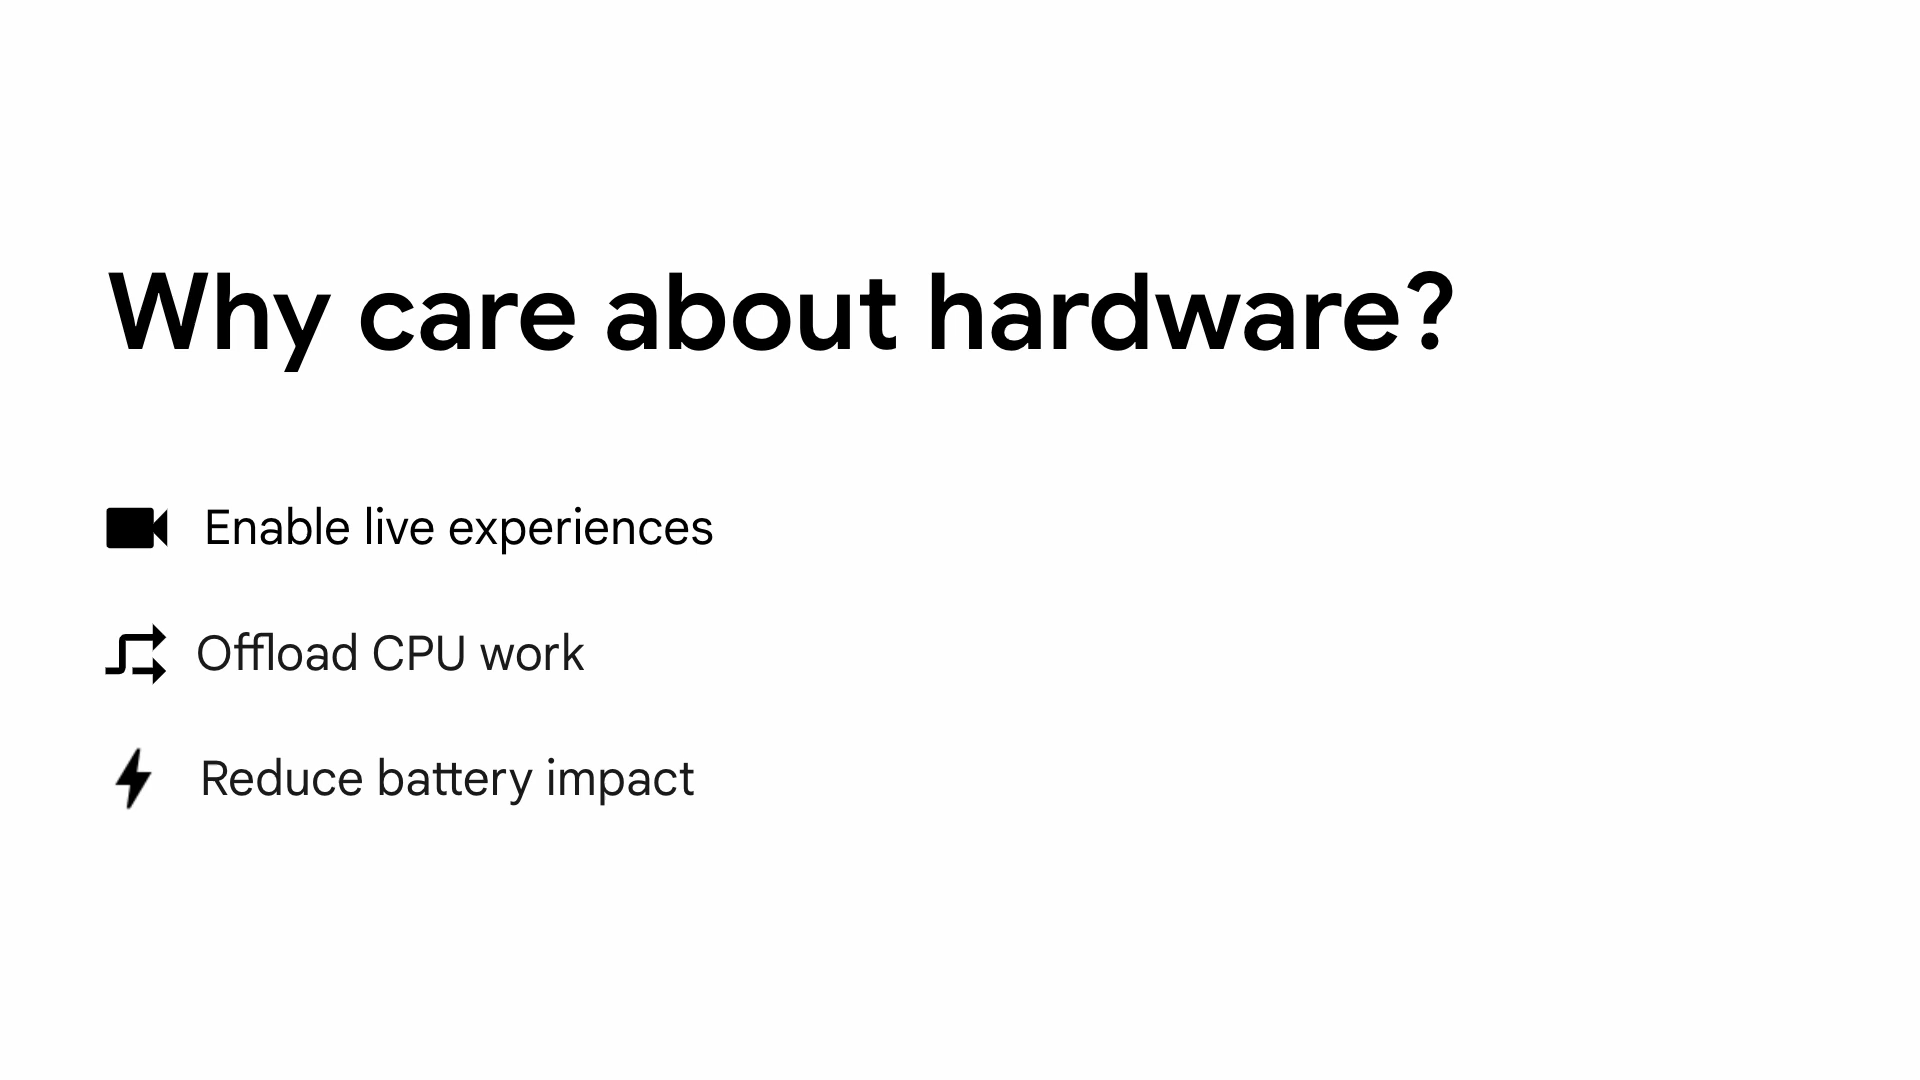 Why care about hardware?
Enable live experiences
Offload CPU work
Reduce battery impact